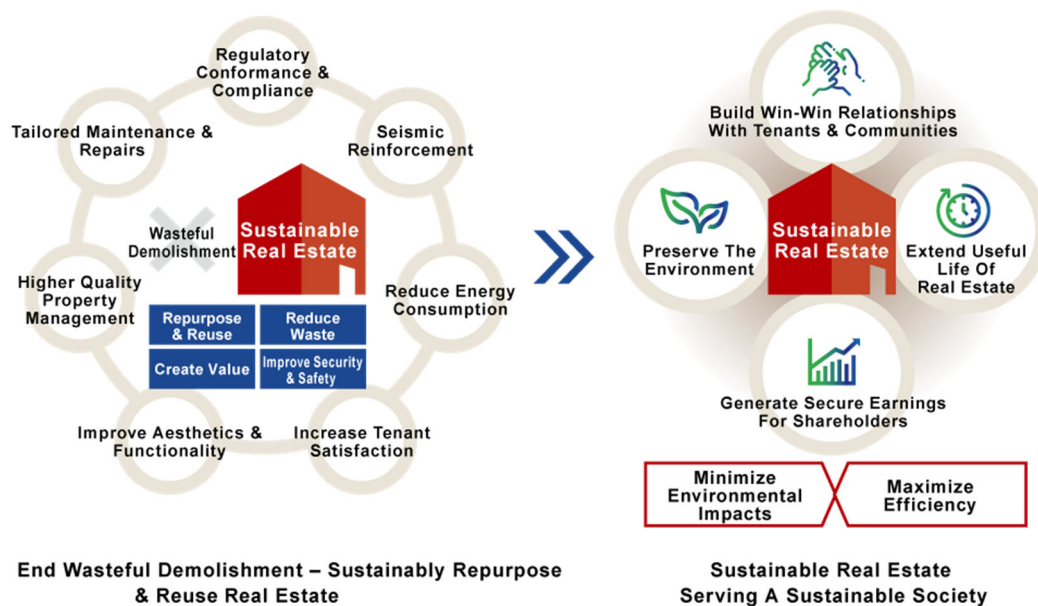 Regulatory
Conformance &
Compliance
Tailored Maintenance &
Repairs
Seismic
Reinforcement
Wasteful
Demolishment
Sustainable
Real Estate
Higher Quality
Property
Management
Reduce Energy
Consumption
Repurpose
& Reuse
Reduce
Waste
Create Value
Improve Security
& Safety
Improve Aesthetics &
Functionality
Increase Tenant
Satisfaction
End Wasteful Demolishment – Sustainably Repurpose
& Reuse Real Estate
Build Win-Win Relationships
With Tenants & Communities
Preserve The
Environment
Sustainable
Real Estate
Extend Useful
Life Of
Real Estate
Generate Secure Earnings
For Shareholders
Minimize
Environmental
Impacts
Maximize
Efficiency
Sustainable Real Estate
Serving A Sustainable Society